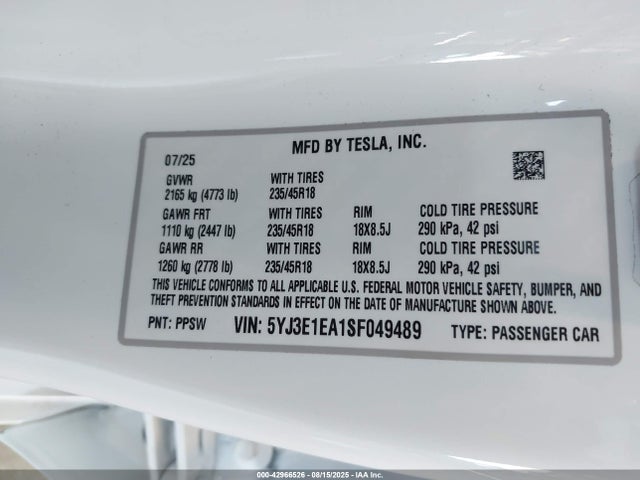 MFD BY TESLA, INC.
07/25
GVWR WITH TIRES
2165 kg (4773 lb) 235/45R18
GAWR FRT WITH TIRES RIM COLD TIRE PRESSURE
1110 kg (2447 lb) 235/45R18 18X8.5J 290 kPa, 42 psi
GAWR RR WITH TIRES RIM COLD TIRE PRESSURE
1260 kg (2778 lb) 235/45R18 18X8.5J 290 kPa, 42 psi
THIS VEHICLE CONFORMS TO ALL APPLICABLE U.S. FEDERAL MOTOR VEHICLE SAFETY, BUMPER, AND
THEFT PREVENTION STANDARDS IN EFFECT ON THE DATE OF MANUFACTURE SHOWN ABOVE.
PNT: PPSW VIN: 5YJ3E1EA1SF049489 TYPE: PASSENGER CAR
000-42966526 - 08/15/2025 - IAAI.COM